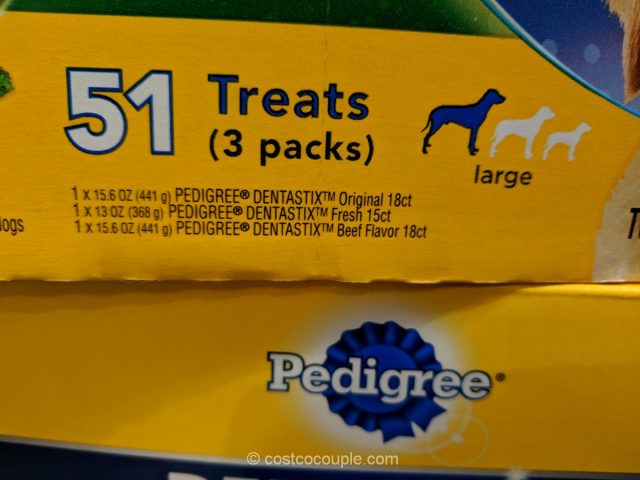 51 Treats
(3 packs)
large
1 x 15.6 OZ (441 g) PEDIGREE® DENTASTIX™ Original 18ct
1 x 13 OZ (368 g) PEDIGREE® DENTASTIX™ Fresh 15ct
1 x 15.6 OZ (441 g) PEDIGREE® DENTASTIX™ Beef Flavor 18ct
Pedigree®
© costcocouple.com